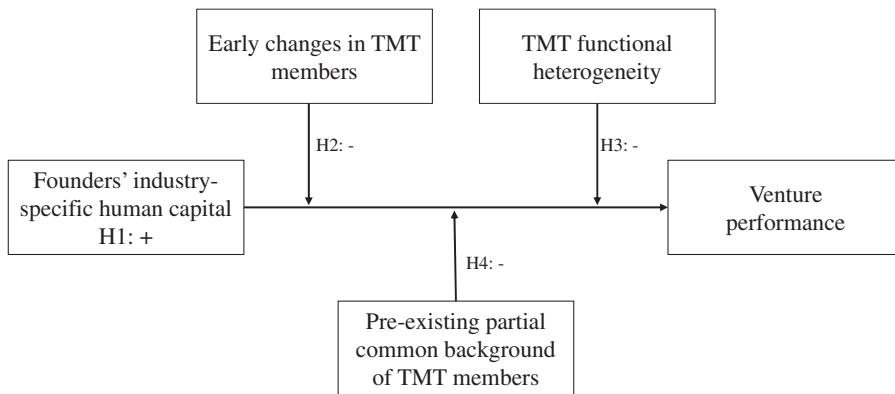 Early changes in TMT
members
TMT functional
heterogeneity
H2: -
H3: -
Founders’ industry-
specific human capital
H1: +
Venture
performance
H4: -
Pre-existing partial
common background
of TMT members